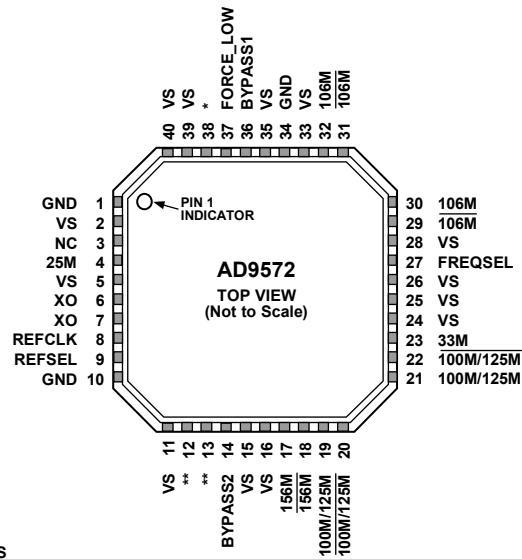 40 VS
39 VS
38 *
37 FORCE_LOW
36 BYPASS1
35 VS
34 GND
33 VS
32 106M
31 106M
GND 1
VS 2
NC 3
25M 4
VS 5
XO 6
XO 7
REFCLK 8
REFSEL 9
GND 10
PIN 1
INDICATOR
AD9572
TOP VIEW
(Not to Scale)
30 106M
29 106M
28 VS
27 FREQSEL
26 VS
25 VS
24 VS
23 33M
22 100M/125M
21 100M/125M
VS 11
** 12
** 13
BYPASS2 14
VS 15
VS 16
156M 17
156M 18
100M/125M 19
100M/125M 20
S